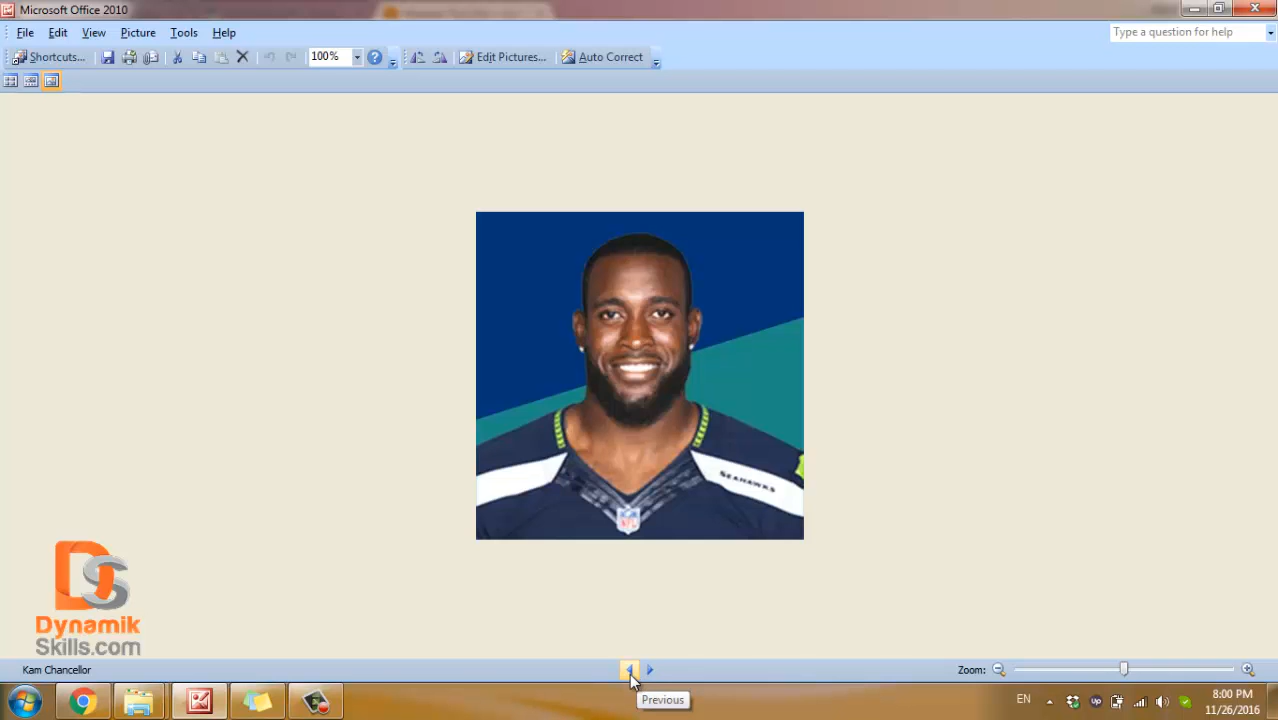 Microsoft Office 2010
File Edit View Picture Tools Help
Type a question for help
Shortcuts... 100% Edit Pictures... Auto Correct
SEAHAWKS
NFL
Dynamik
Skills.com
Kam Chancellor
Zoom:
Previous
EN
8:00 PM
11/26/2016